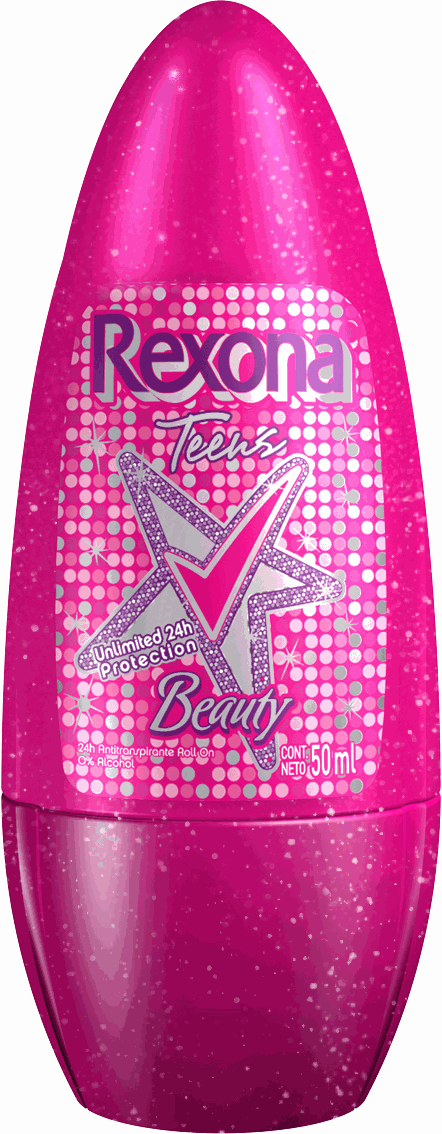 Rexona
Teens
Unlimited 24h
Protection
Beauty
24h Antitranspirante Roll On
0% Alcohol
CONT.
NETO 50 ml